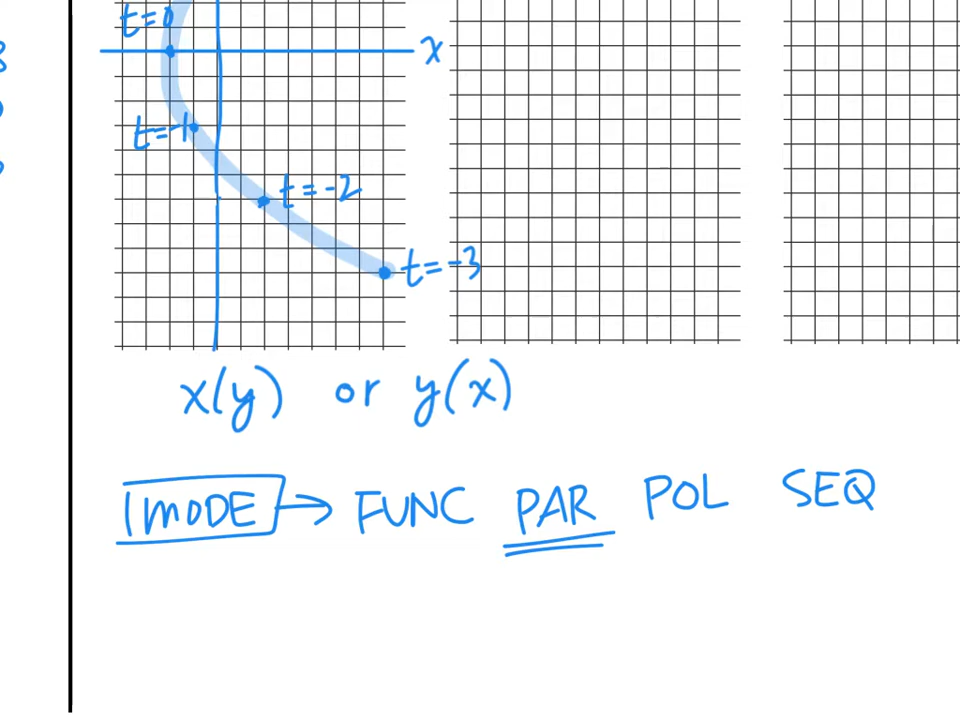 t=0
x
t=-1
t=-2
t=-3
x(y) or y(x)
MODE → FUNC PAR POL SEQ